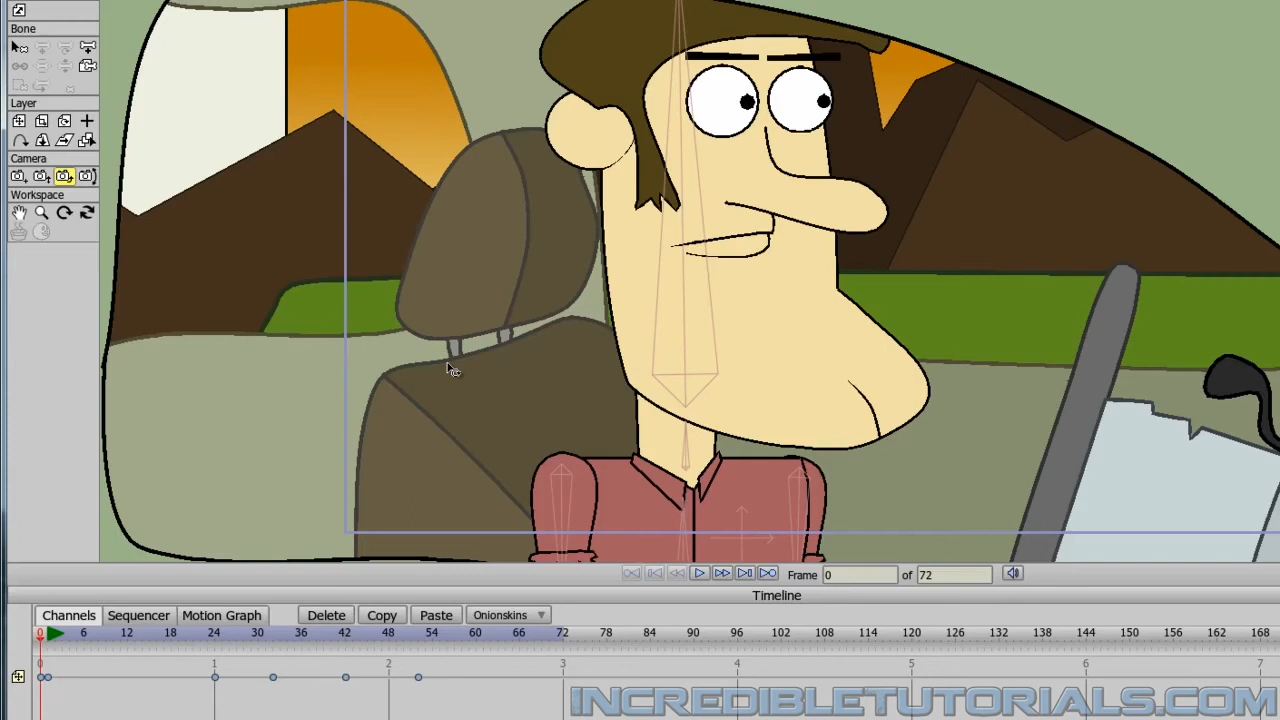 Bone
Layer
Camera
Workspace
Frame 0 of 72
Timeline
Channels Sequencer Motion Graph Delete Copy Paste Onionskins
0 6 12 18 24 30 36 42 48 54 60 66 72 78 84 90 96 102 108 114 120 126 132 138 144 150 156 162 168
0 1 2 3 4 5 6 7
INCREDIBLETUTORIALS.COM